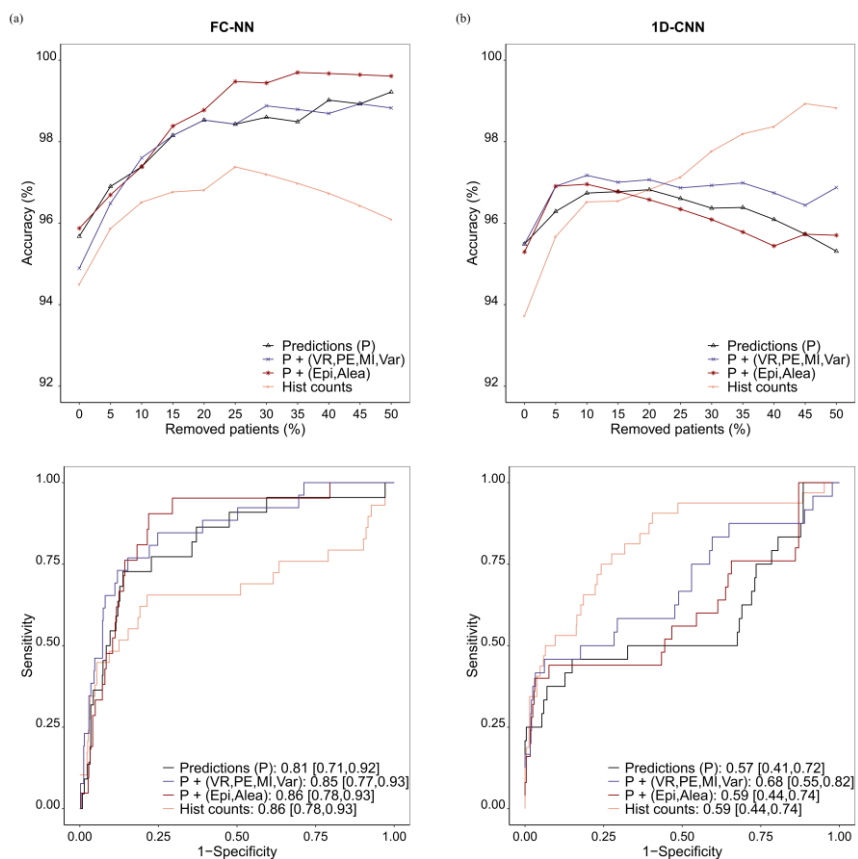 (a)
FC-NN
(b)
1D-CNN
Accuracy (%)
100
98
96
94
92
Predictions (P)
P + (VR,PE,MI,Var)
P + (Epi,Alea)
Hist counts
0 5 10 15 20 25 30 35 40 45 50
Removed patients (%)
Accuracy (%)
100
98
96
94
92
Predictions (P)
P + (VR,PE,MI,Var)
P + (Epi,Alea)
Hist counts
0 5 10 15 20 25 30 35 40 45 50
Removed patients (%)
Sensitivity
1.00
0.75
0.50
0.25
0.00
Predictions (P): 0.81 [0.71,0.92]
P + (VR,PE,MI,Var): 0.85 [0.77,0.93]
P + (Epi,Alea): 0.86 [0.78,0.93]
Hist counts: 0.86 [0.78,0.93]
0.00 0.25 0.50 0.75 1.00
1−Specificity
Sensitivity
1.00
0.75
0.50
0.25
0.00
Predictions (P): 0.57 [0.41,0.72]
P + (VR,PE,MI,Var): 0.68 [0.55,0.82]
P + (Epi,Alea): 0.59 [0.44,0.74]
Hist counts: 0.59 [0.44,0.74]
0.00 0.25 0.50 0.75 1.00
1−Specificity